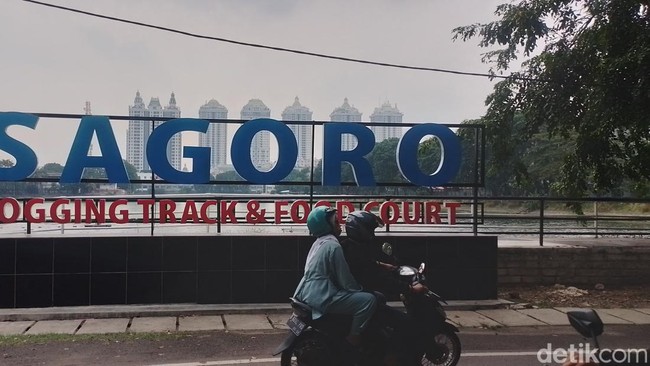 SAGORO
OGGING TRACK & FOOD COURT
detikcom